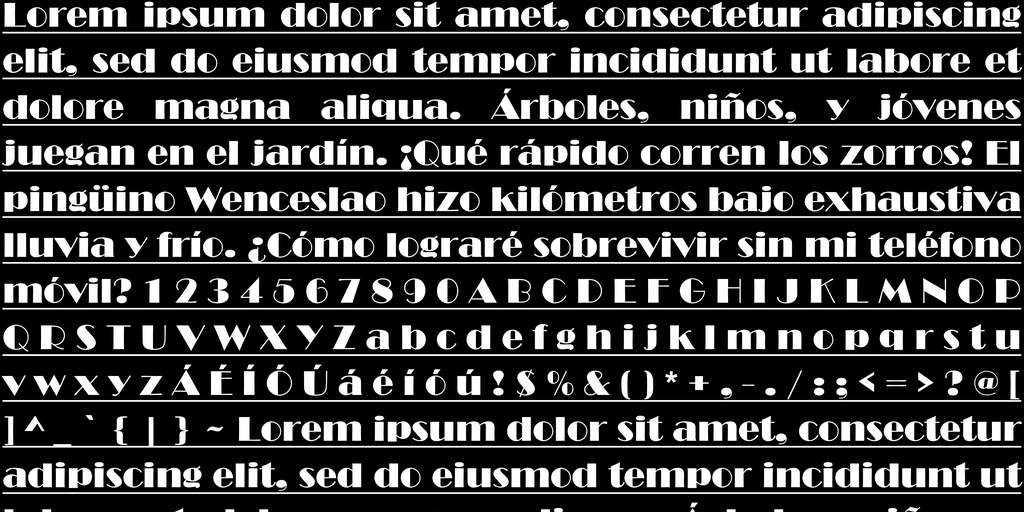 Lorem ipsum dolor sit amet, consectetur adipiscing
elit, sed do eiusmod tempor incididunt ut labore et
dolore magna aliqua. Árboles, niños, y jóvenes
juegan en el jardín. ¡Qué rápido corren los zorros! El
pingüino Wenceslao hizo kilómetros bajo exhaustiva
lluvia y frío. ¿Cómo lograré sobrevivir sin mi teléfono
móvil? 1 2 3 4 5 6 7 8 9 0 A B C D E F G H I J K L M N O P
Q R S T U V W X Y Z a b c d e f g h i j k l m n o p q r s t u
v w x y z Á É Í Ó Ú á é í ó ú ! $ % & ( ) * + , - . / : ; < = > ? @ [
] ^ _ ` { | } ~ Lorem ipsum dolor sit amet, consectetur
adipiscing elit, sed do eiusmod tempor incididunt ut